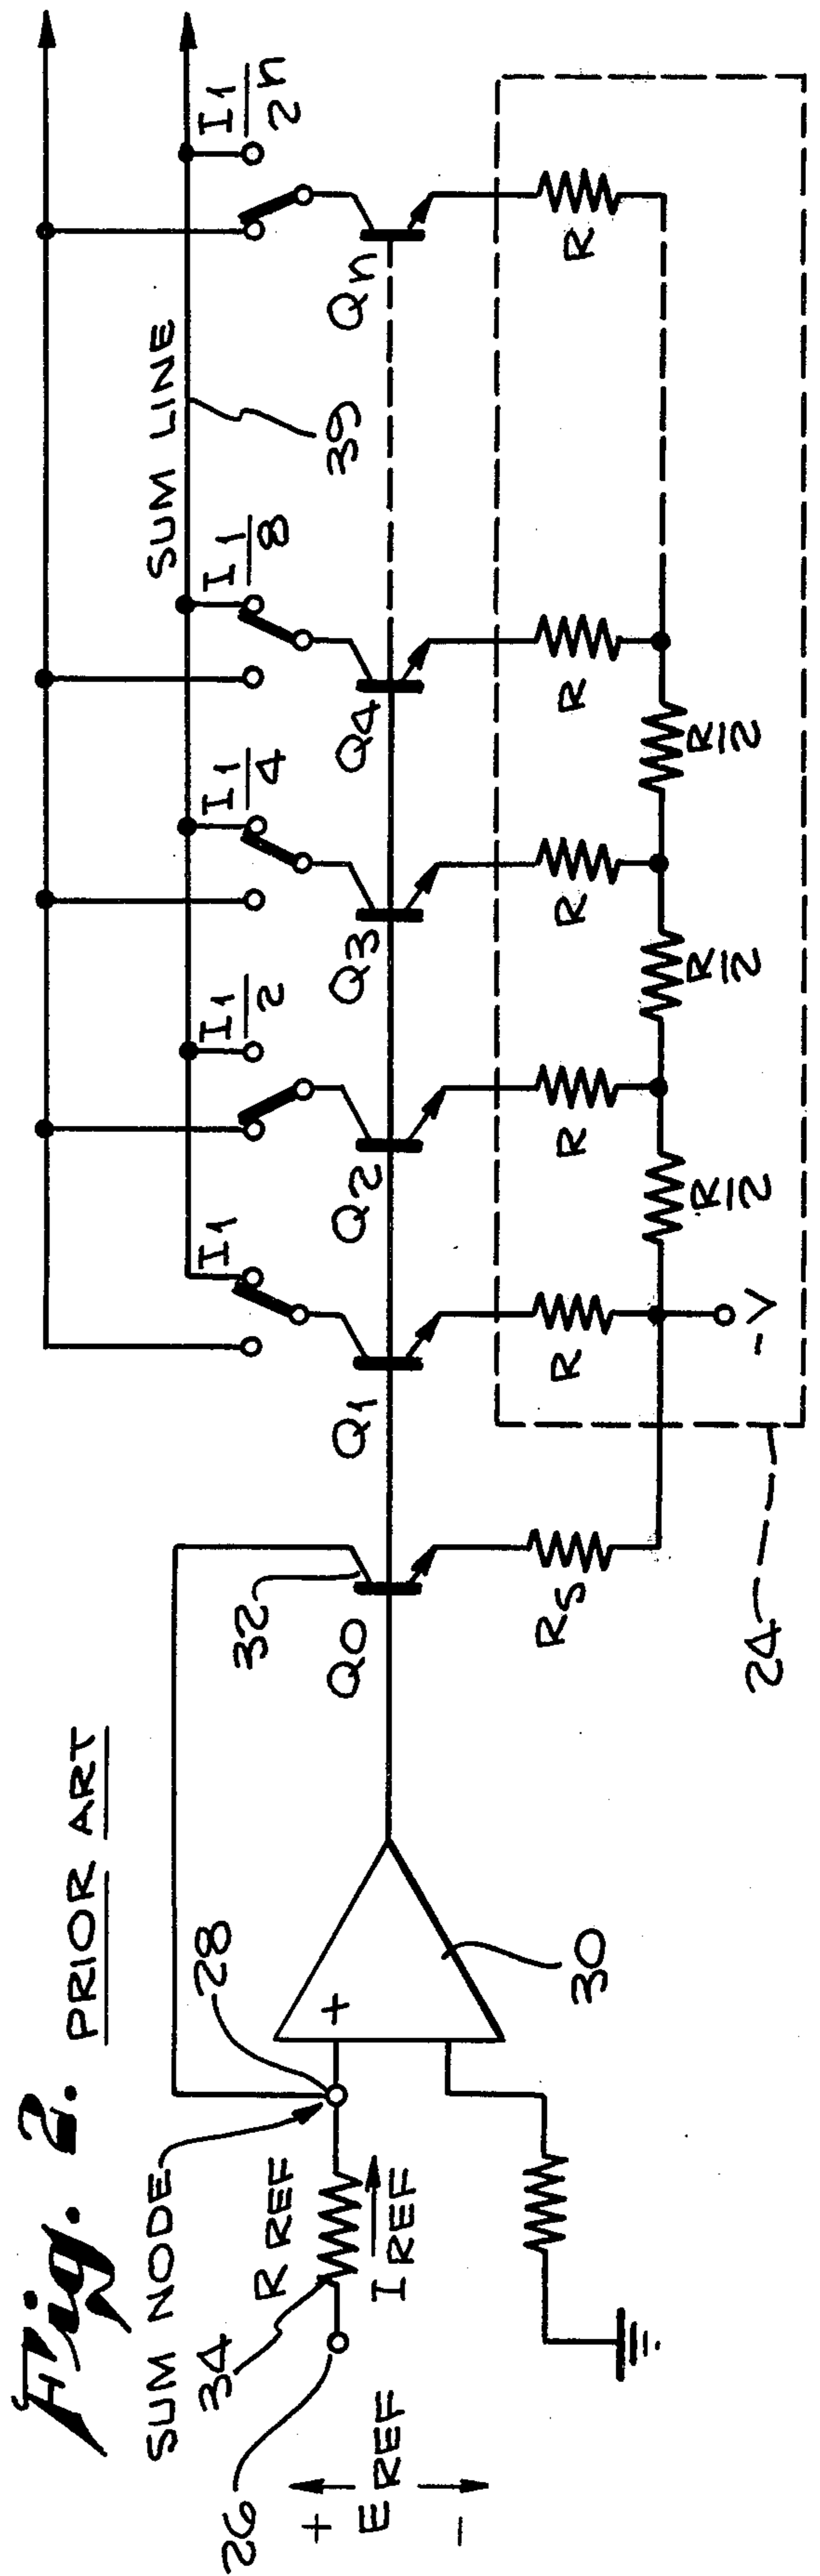 Fig. 2. PRIOR ART
SUM NODE
28
34
R REF
I REF
26
+
E REF
-
+
30
32
Q0
RS
24
SUM LINE
39
I1
I1/2
I1/4
I1/8
I1/2n
Q1
Q2
Q3
Q4
Qn
R
R
R
R
R
R/2
R/2
R/2
-V